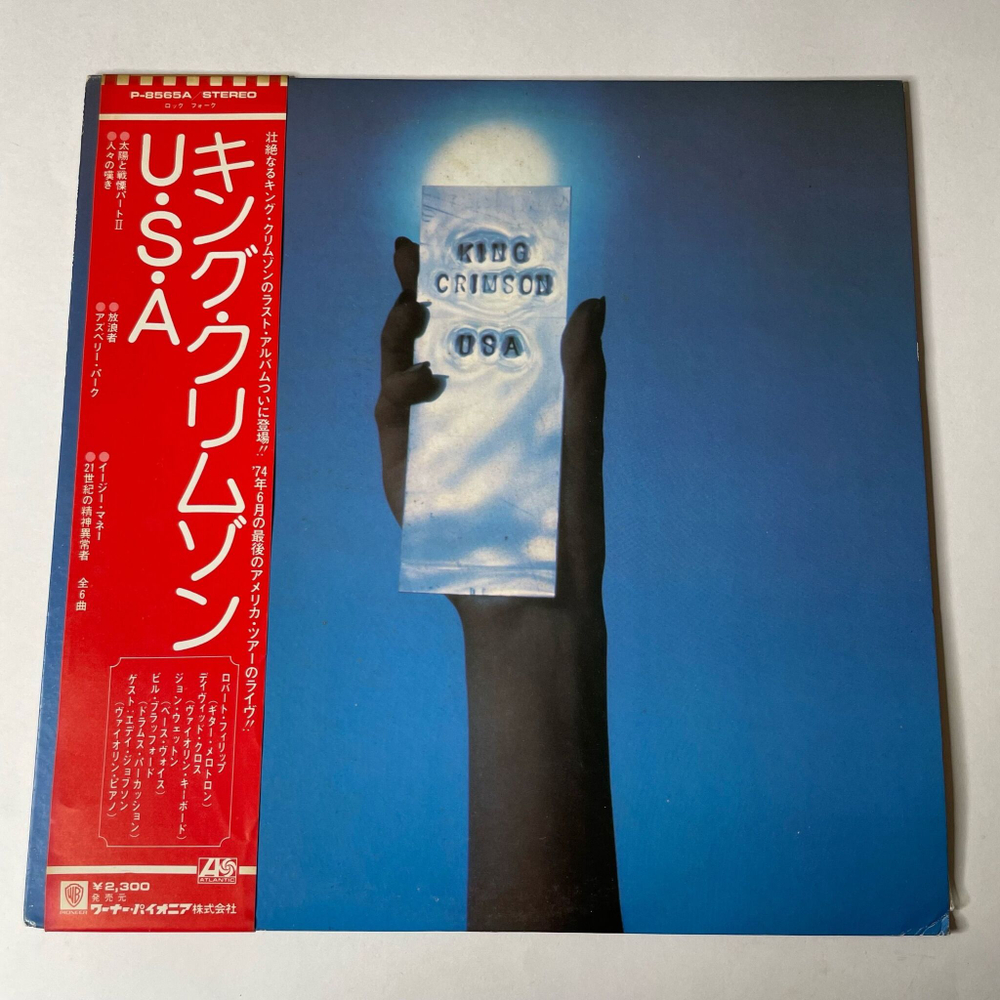 P-8565A/STEREO
ロック フォーク
壮絶なるキング・クリムゾンのラスト・アルバムついに登場!! '74年6月の最後のアメリカ・ツアーのライヴ!!
キング・クリムゾン
U・S・A
太陽と戦慄パートII
人々の嘆き
放浪者
アズベリー・パーク
イージー・マネー
21世紀の精神異常者 全6曲
ロバート・フィリップ
(ギター・メロトロン)
デイヴィッド・クロス
(ヴァイオリン・キーボード)
ジョン・ウェットン
(ベース・ヴォイス)
ビル・ブラッフォード
(ドラムス・パーカッション)
ゲスト:エディ・ジョブソン
(ヴァイオリン・ピアノ)
ATLANTIC
WB
PIONEER
¥2,300
発売元
ワーナー・パイオニア株式会社
KING
CRIMSON
USA